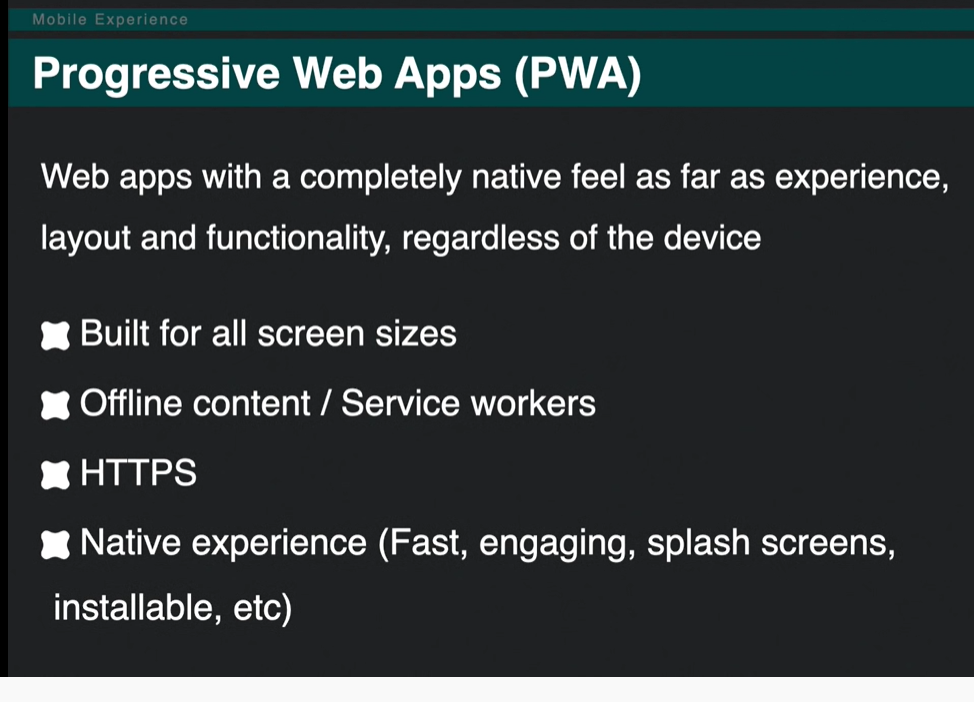 Mobile Experience
Progressive Web Apps (PWA)
Web apps with a completely native feel as far as experience,
layout and functionality, regardless of the device
Built for all screen sizes
Offline content / Service workers
HTTPS
Native experience (Fast, engaging, splash screens,
installable, etc)